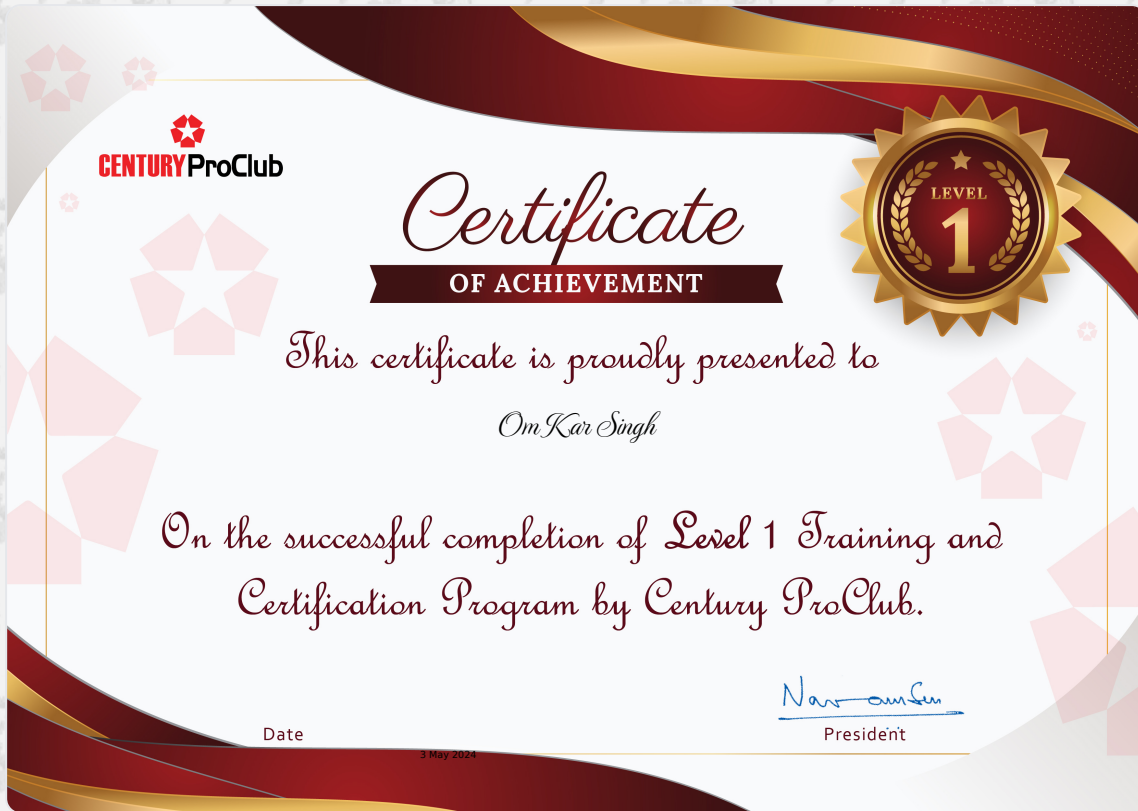 CENTURY ProClub
LEVEL
1
Certificate
OF ACHIEVEMENT
This certificate is proudly presented to
Om Kar Singh
On the successful completion of Level 1 Training and
Certification Program by Century ProClub.
Date
President
3 May 2024